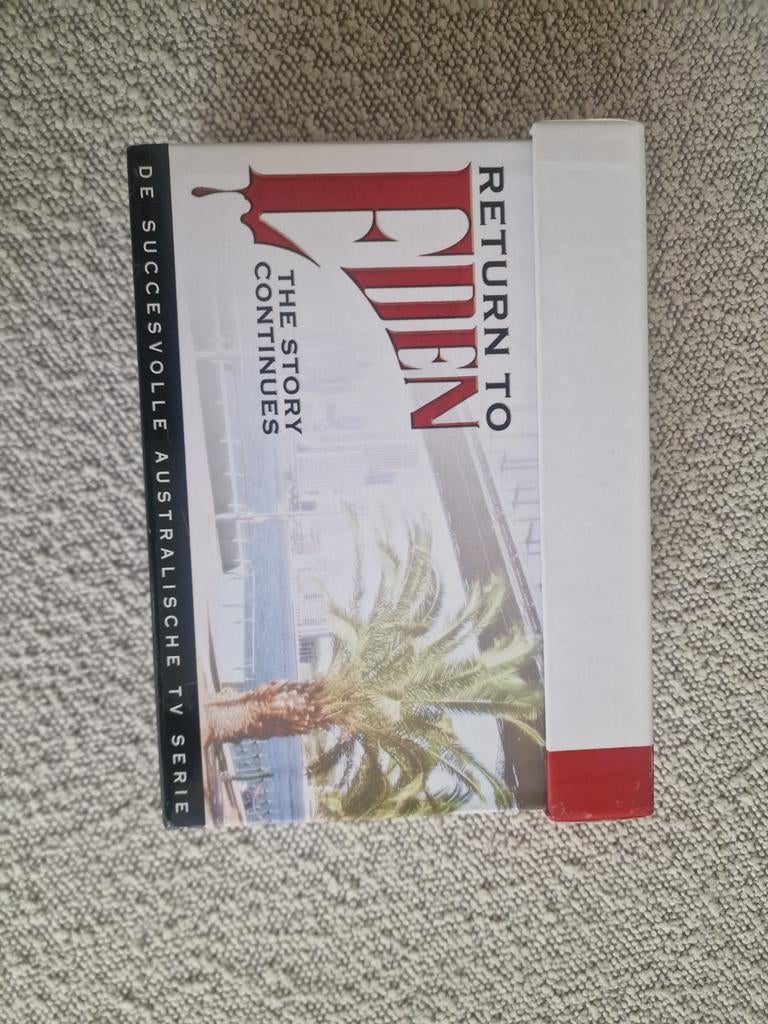 RETURN TO
EDEN
THE STORY
CONTINUES
DE SUCCESVOLLE AUSTRALISCHE TV SERIE